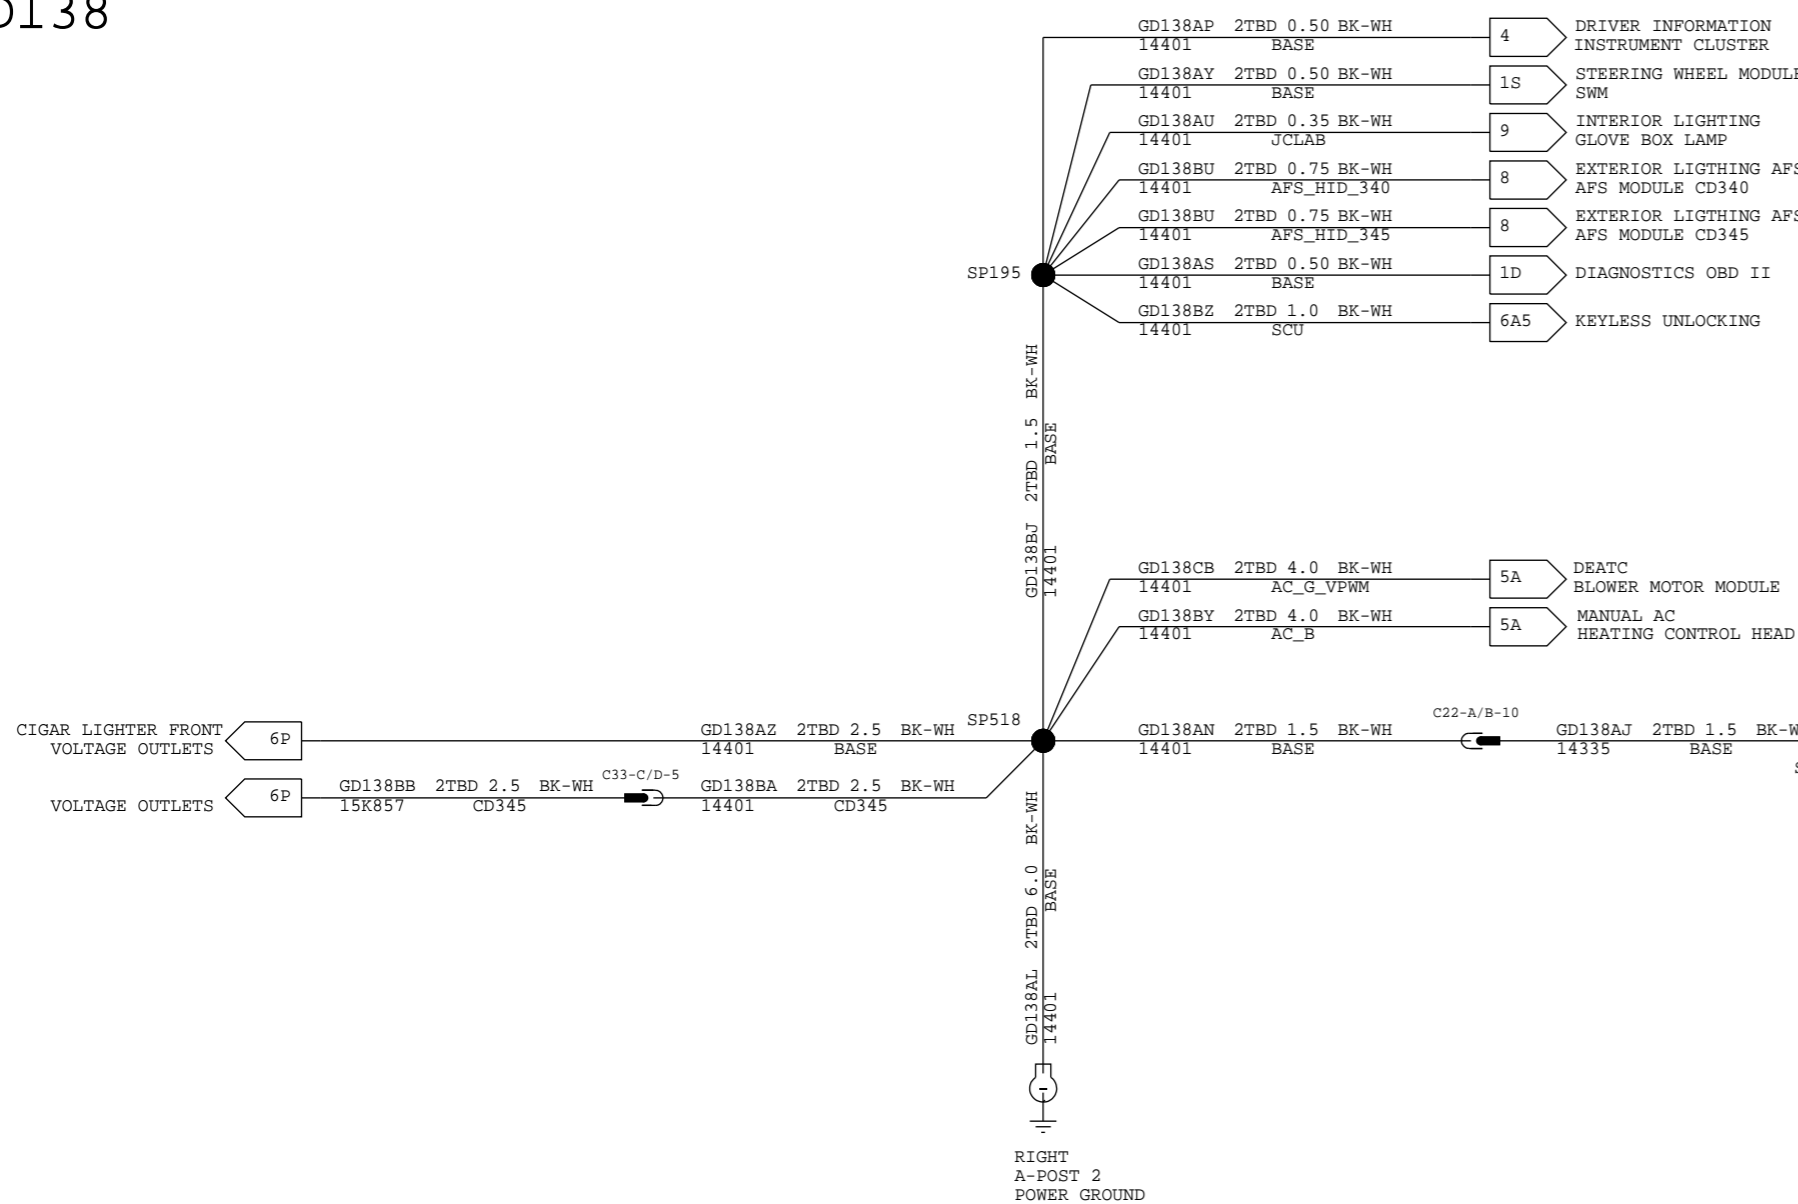 D138
GD138AP 2TBD 0.50 BK-WH
14401 BASE
4
DRIVER INFORMATION
INSTRUMENT CLUSTER
GD138AY 2TBD 0.50 BK-WH
14401 BASE
1S
STEERING WHEEL MODULE
SWM
GD138AU 2TBD 0.35 BK-WH
14401 JCLAB
9
INTERIOR LIGHTING
GLOVE BOX LAMP
GD138BU 2TBD 0.75 BK-WH
14401 AFS_HID_340
8
EXTERIOR LIGTHING AFS
AFS MODULE CD340
GD138BU 2TBD 0.75 BK-WH
14401 AFS_HID_345
8
EXTERIOR LIGTHING AFS
AFS MODULE CD345
SP195
GD138AS 2TBD 0.50 BK-WH
14401 BASE
1D
DIAGNOSTICS OBD II
GD138BZ 2TBD 1.0 BK-WH
14401 SCU
6A5
KEYLESS UNLOCKING
GD138BJ 2TBD 1.5 BK-WH
14401 BASE
GD138CB 2TBD 4.0 BK-WH
14401 AC_G_VPWM
5A
DEATC
BLOWER MOTOR MODULE
GD138BY 2TBD 4.0 BK-WH
14401 AC_B
5A
MANUAL AC
HEATING CONTROL HEAD
CIGAR LIGHTER FRONT
VOLTAGE OUTLETS
6P
GD138AZ 2TBD 2.5 BK-WH
14401 BASE
SP518
GD138AN 2TBD 1.5 BK-WH
14401 BASE
C22-A/B-10
GD138AJ 2TBD 1.5 BK-W
14335 BASE
VOLTAGE OUTLETS
6P
GD138BB 2TBD 2.5 BK-WH
15K857 CD345
C33-C/D-5
GD138BA 2TBD 2.5 BK-WH
14401 CD345
GD138AL 2TBD 6.0 BK-WH
14401 BASE
RIGHT
A-POST 2
POWER GROUND